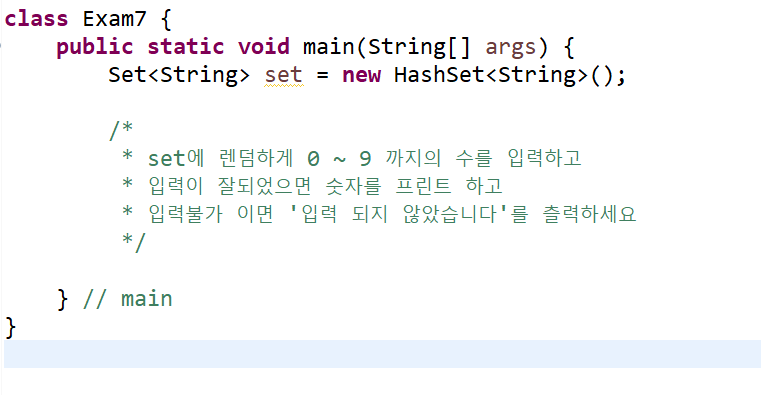 class Exam7 {
public static void main(String[] args) {
Set<String> set = new HashSet<String>();
/*
* set에 렌덤하게 0 ~ 9 까지의 수를 입력하고
* 입력이 잘되었으면 숫자를 프린트 하고
* 입력불가 이면 '입력 되지 않았습니다'를 츨력하세요
*/
} // main
}